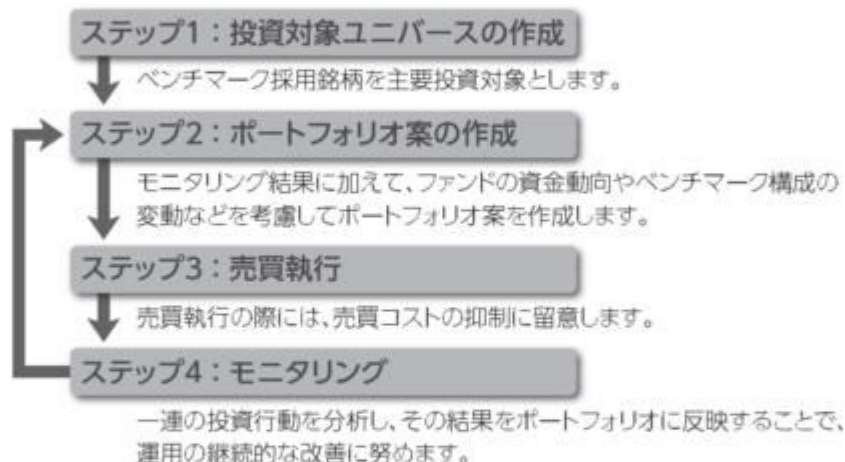 ステップ1：投資対象ユニバースの作成
ベンチマーク採用銘柄を主要投資対象とします。
ステップ2：ポートフォリオ案の作成
モニタリング結果に加えて、ファンドの資金動向やベンチマーク構成の
変動などを考慮してポートフォリオ案を作成します。
ステップ3：売買執行
売買執行の際には、売買コストの抑制に留意します。
ステップ4：モニタリング
一連の投資行動を分析し、その結果をポートフォリオに反映することで、
運用の継続的な改善に努めます。